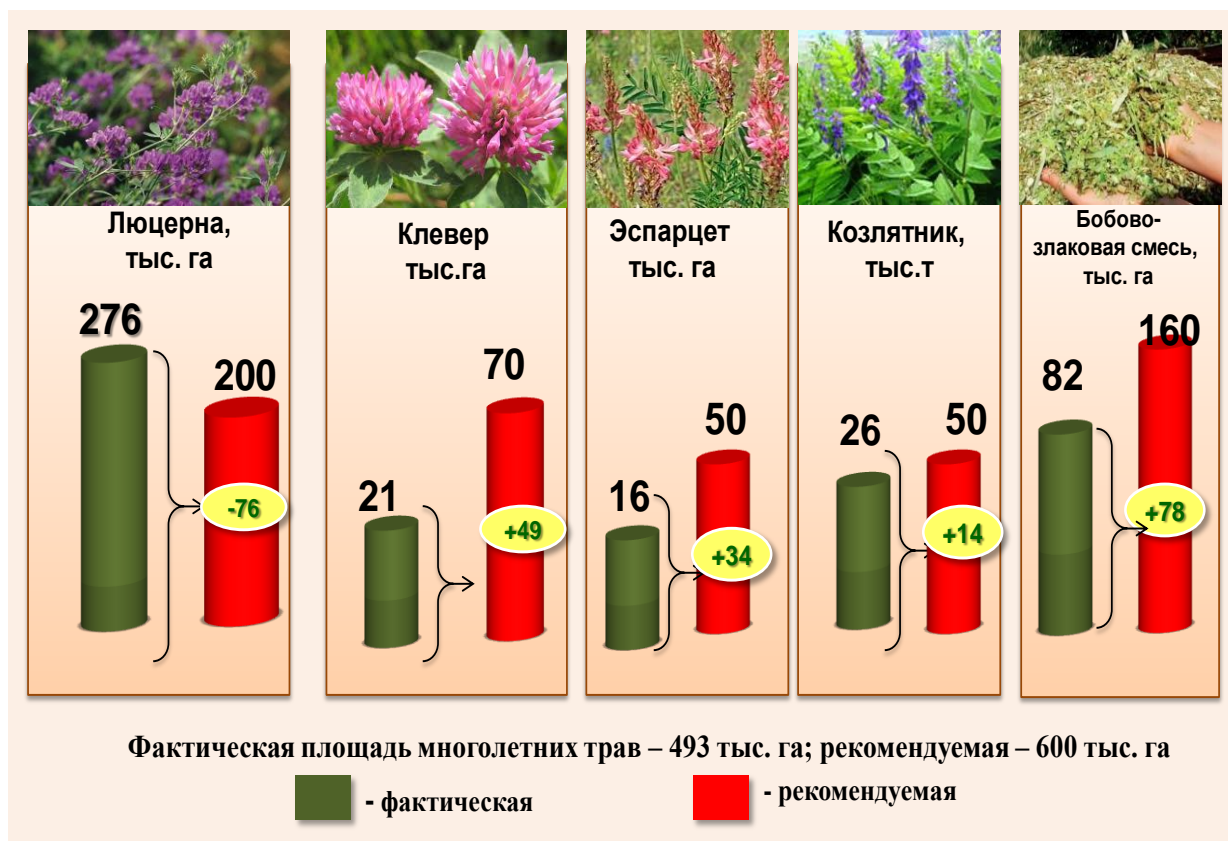 Люцерна,
тыс. га
276
200
-76
Клевер
тыс.га
21
70
+49
Эспарцет
тыс. га
16
50
+34
Козлятник,
тыс.т
26
50
+14
Бобово-
злаковая смесь,
тыс. га
82
160
+78
Фактическая площадь многолетних трав – 493 тыс. га; рекомендуемая – 600 тыс. га
- фактическая
- рекомендуемая